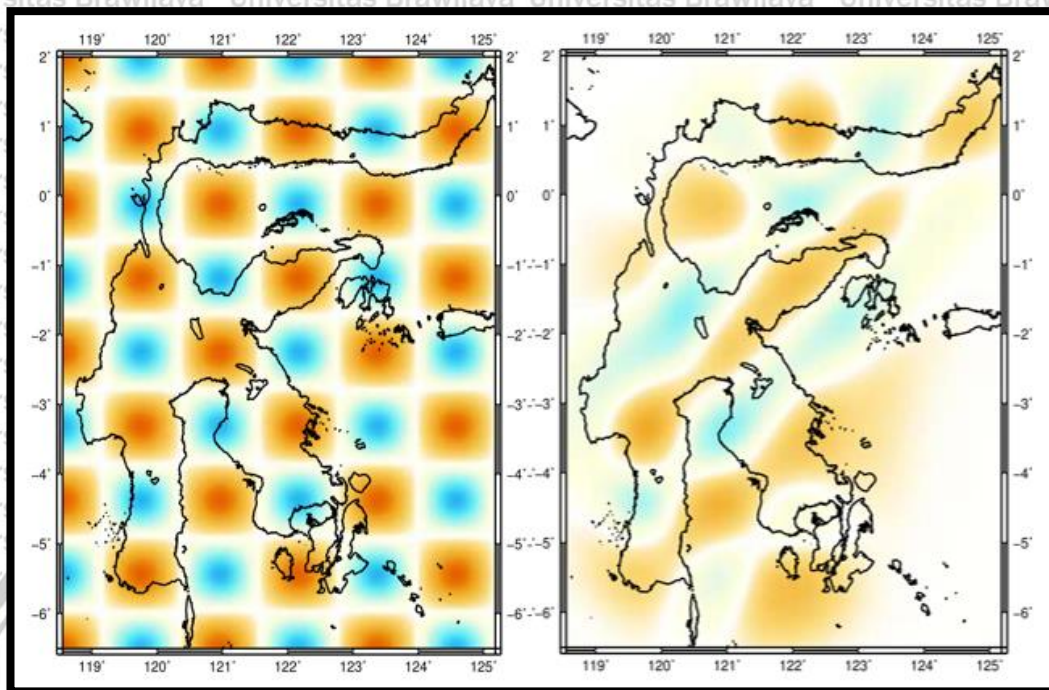 sitas Brawijaya Universitas Brawijaya Universitas Brawijaya Universitas Braw
119˚ 120˚ 121˚ 122˚ 123˚ 124˚ 125˚ 119˚ 120˚ 121˚ 122˚ 123˚ 124˚ 125˚
2˚ 2˚ 2˚ 2˚
1˚ 1˚ 1˚ 1˚
0˚ 0˚ 0˚ 0˚
−1˚ −1˚ −1˚ −1˚
−2˚ −2˚ −2˚ −2˚
−3˚ −3˚ −3˚ −3˚
−4˚ −4˚ −4˚ −4˚
−5˚ −5˚ −5˚ −5˚
−6˚ −6˚ −6˚ −6˚
119˚ 120˚ 121˚ 122˚ 123˚ 124˚ 125˚ 119˚ 120˚ 121˚ 122˚ 123˚ 124˚ 125˚